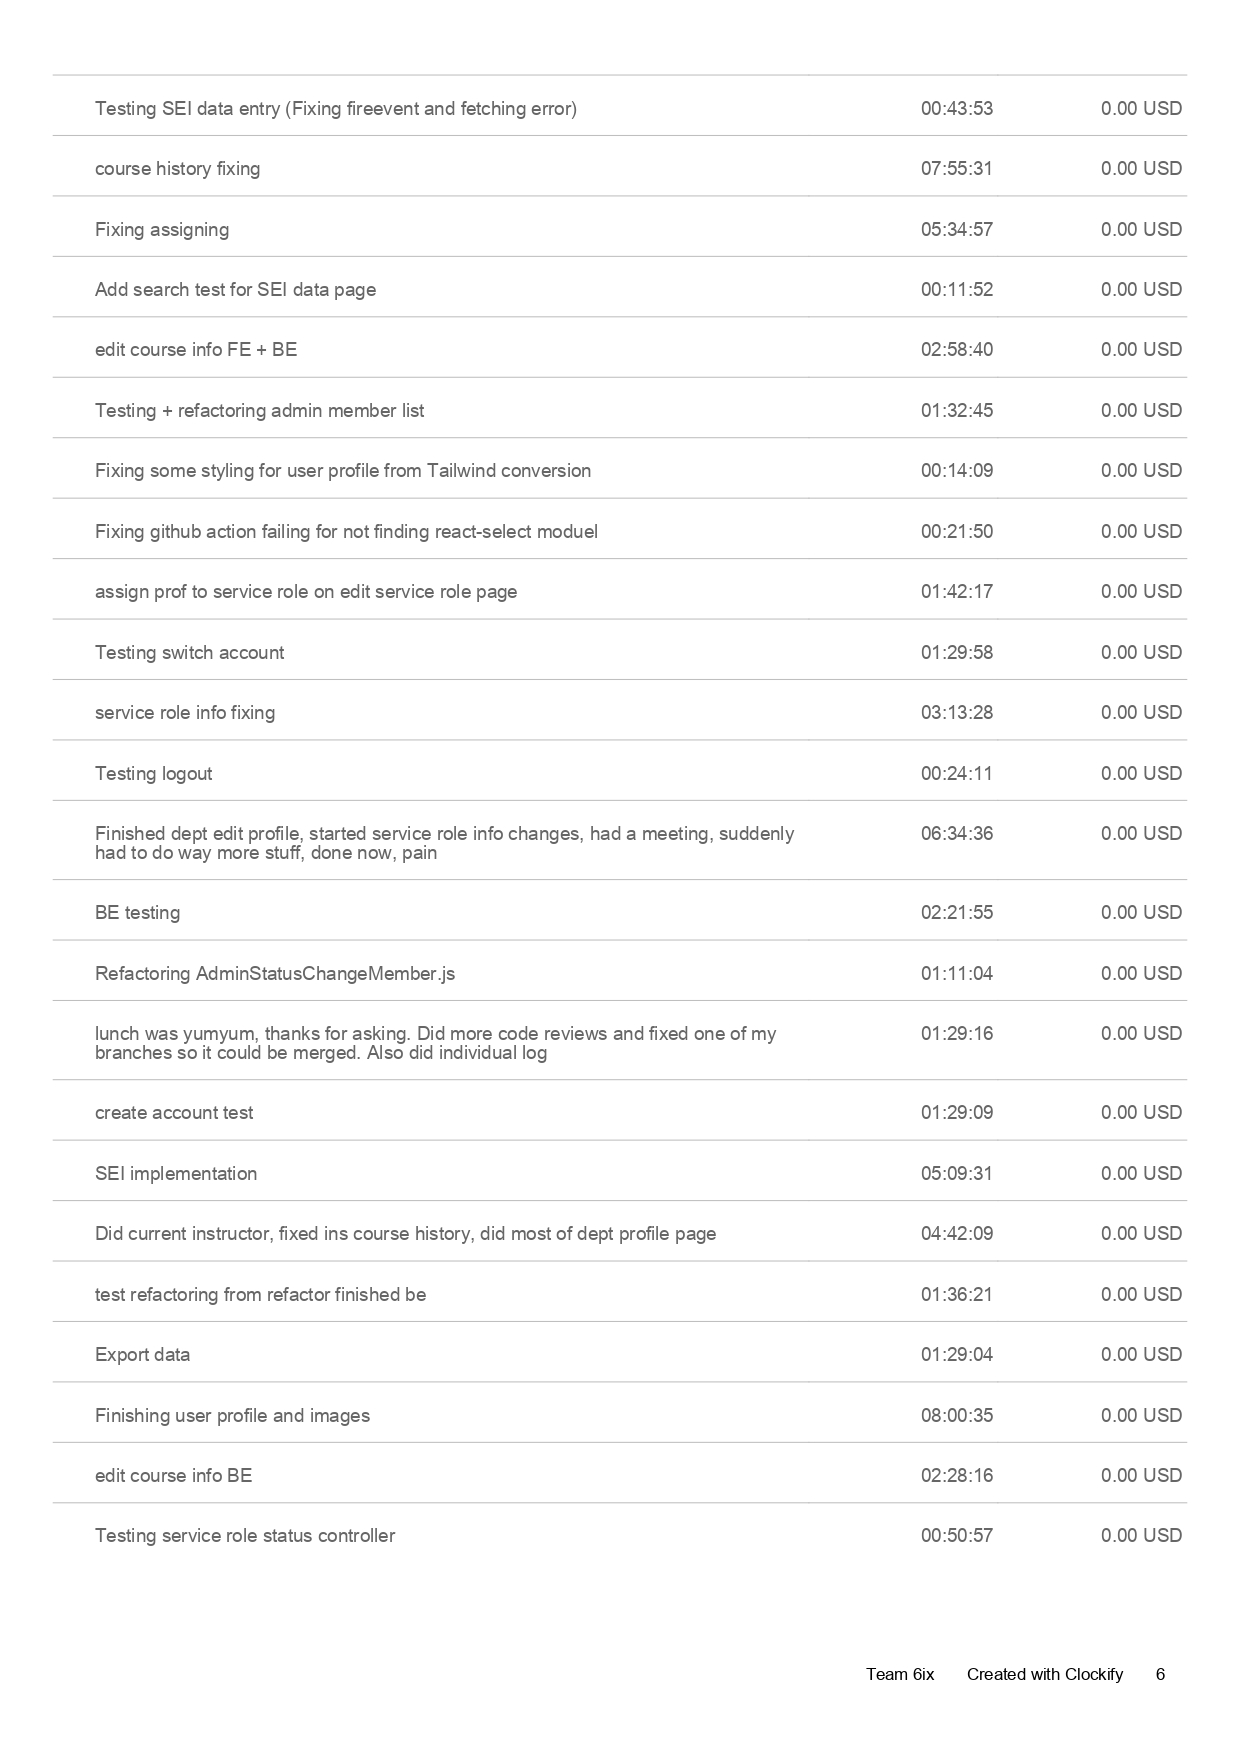 Testing SEI data entry (Fixing fireevent and fetching error) 00:43:53 0.00 USD
course history fixing 07:55:31 0.00 USD
Fixing assigning 05:34:57 0.00 USD
Add search test for SEI data page 00:11:52 0.00 USD
edit course info FE + BE 02:58:40 0.00 USD
Testing + refactoring admin member list 01:32:45 0.00 USD
Fixing some styling for user profile from Tailwind conversion 00:14:09 0.00 USD
Fixing github action failing for not finding react-select moduel 00:21:50 0.00 USD
assign prof to service role on edit service role page 01:42:17 0.00 USD
Testing switch account 01:29:58 0.00 USD
service role info fixing 03:13:28 0.00 USD
Testing logout 00:24:11 0.00 USD
Finished dept edit profile, started service role info changes, had a meeting, suddenly 06:34:36 0.00 USD
had to do way more stuff, done now, pain
BE testing 02:21:55 0.00 USD
Refactoring AdminStatusChangeMember.js 01:11:04 0.00 USD
lunch was yumyum, thanks for asking. Did more code reviews and fixed one of my 01:29:16 0.00 USD
branches so it could be merged. Also did individual log
create account test 01:29:09 0.00 USD
SEI implementation 05:09:31 0.00 USD
Did current instructor, fixed ins course history, did most of dept profile page 04:42:09 0.00 USD
test refactoring from refactor finished be 01:36:21 0.00 USD
Export data 01:29:04 0.00 USD
Finishing user profile and images 08:00:35 0.00 USD
edit course info BE 02:28:16 0.00 USD
Testing service role status controller 00:50:57 0.00 USD
Team 6ix Created with Clockify 6